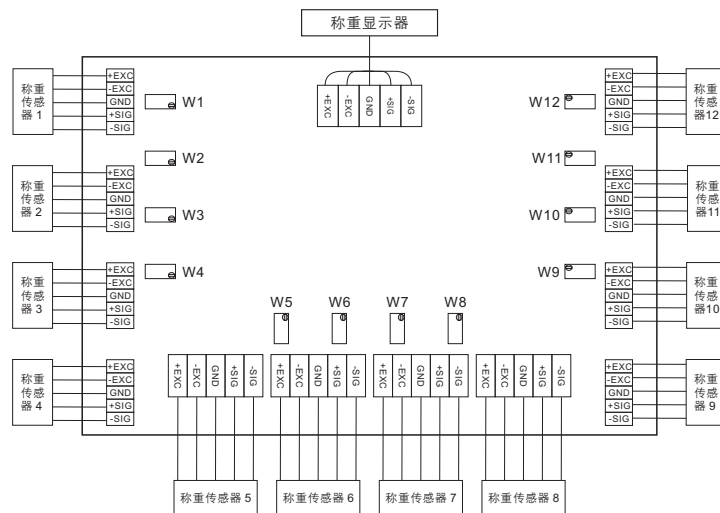 称重显示器
+EXC
-EXC
GND
+SIG
-SIG
称重
传感
器 1
+EXC
-EXC
GND
+SIG
-SIG
W1
W12
+EXC
-EXC
GND
+SIG
-SIG
称重
传感
器12
W2
W11
称重
传感
器 2
+EXC
-EXC
GND
+SIG
-SIG
W3
W10
+EXC
-EXC
GND
+SIG
-SIG
称重
传感
器11
称重
传感
器 3
+EXC
-EXC
GND
+SIG
-SIG
W4
W9
+EXC
-EXC
GND
+SIG
-SIG
称重
传感
器10
W5
W6
W7
W8
称重
传感
器 4
+EXC
-EXC
GND
+SIG
-SIG
+EXC
-EXC
GND
+SIG
-SIG
+EXC
-EXC
GND
+SIG
-SIG
+EXC
-EXC
GND
+SIG
-SIG
+EXC
-EXC
GND
+SIG
-SIG
+EXC
-EXC
GND
+SIG
-SIG
称重
传感
器 9
称重传感器 5
称重传感器 6
称重传感器 7
称重传感器 8